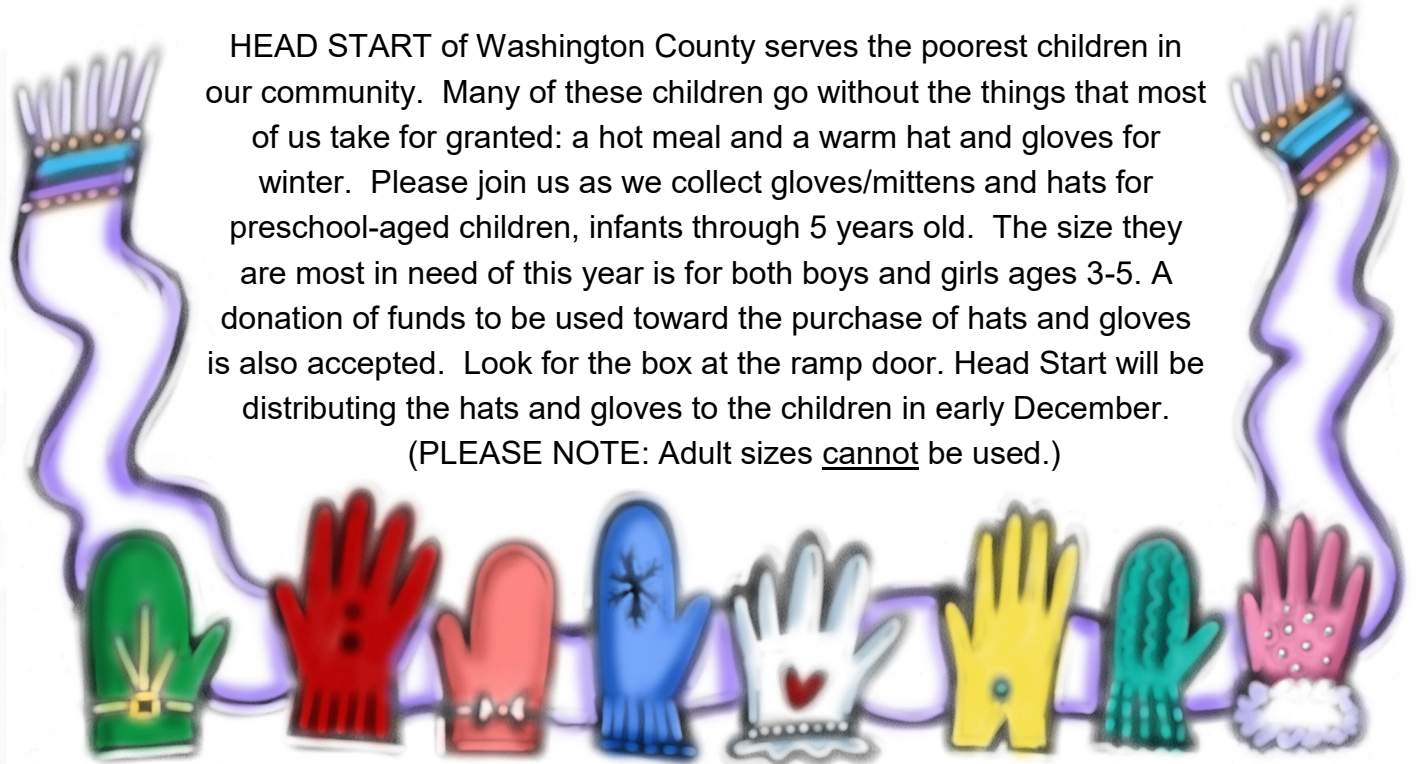 HEAD START of Washington County serves the poorest children in
our community.  Many of these children go without the things that most
of us take for granted: a hot meal and a warm hat and gloves for
winter.  Please join us as we collect gloves/mittens and hats for
preschool-aged children, infants through 5 years old.  The size they
are most in need of this year is for both boys and girls ages 3-5. A
donation of funds to be used toward the purchase of hats and gloves
is also accepted.  Look for the box at the ramp door. Head Start will be
distributing the hats and gloves to the children in early December.
(PLEASE NOTE: Adult sizes cannot be used.)